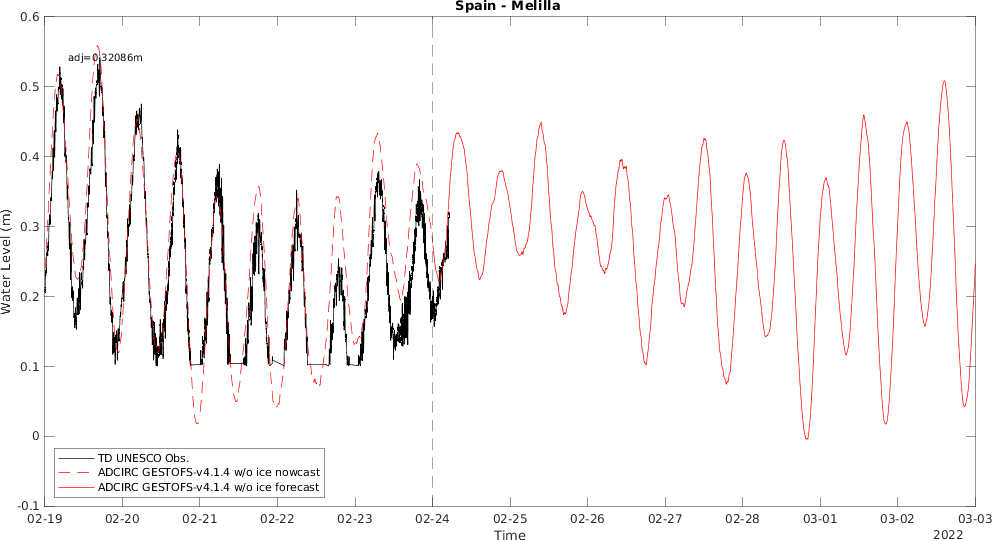 Spain - Melilla
adj=0.32086m
Water Level (m)
0.6
0.5
0.4
0.3
0.2
0.1
0
-0.1
TD UNESCO Obs.
ADCIRC GESTOFS-v4.1.4 w/o ice nowcast
ADCIRC GESTOFS-v4.1.4 w/o ice forecast
02-19 02-20 02-21 02-22 02-23 02-24 02-25 02-26 02-27 02-28 03-01 03-02 03-03
Time
2022